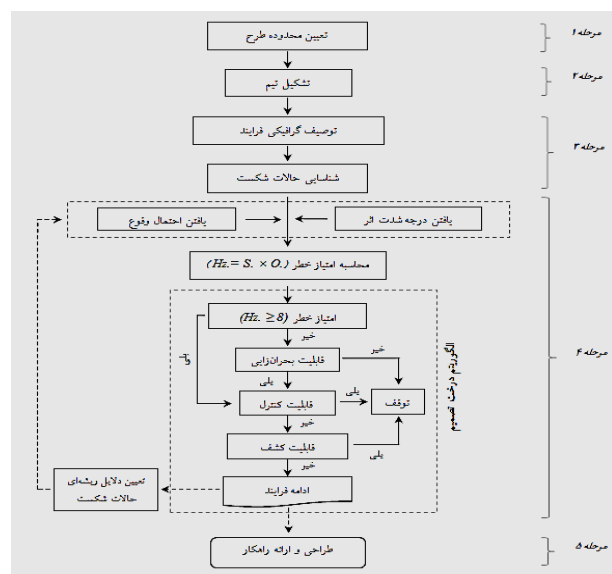 تعیین محدوده طرح
مرحله ۱
تشکیل تیم
مرحله ۲
توصیف گرافیکی فرایند
شناسایی حالات شکست
مرحله ۳
یافتن درجه شدت اثر
یافتن احتمال وقوع
محاسبه امتیاز خطر (Hz.= S. × O.)
امتیاز خطر (Hz. ≥8)
خیر
بلی
قابلیت بحران‌زایی
خیر
بلی
قابلیت کنترل
بلی
توقف
خیر
قابلیت کشف
بلی
خیر
ادامه فرایند
تعیین دلایل ریشه‌ای
حالات شکست
الگوریتم درخت تصمیم
مرحله ۴
طراحی و ارائه راهکار
مرحله ۵